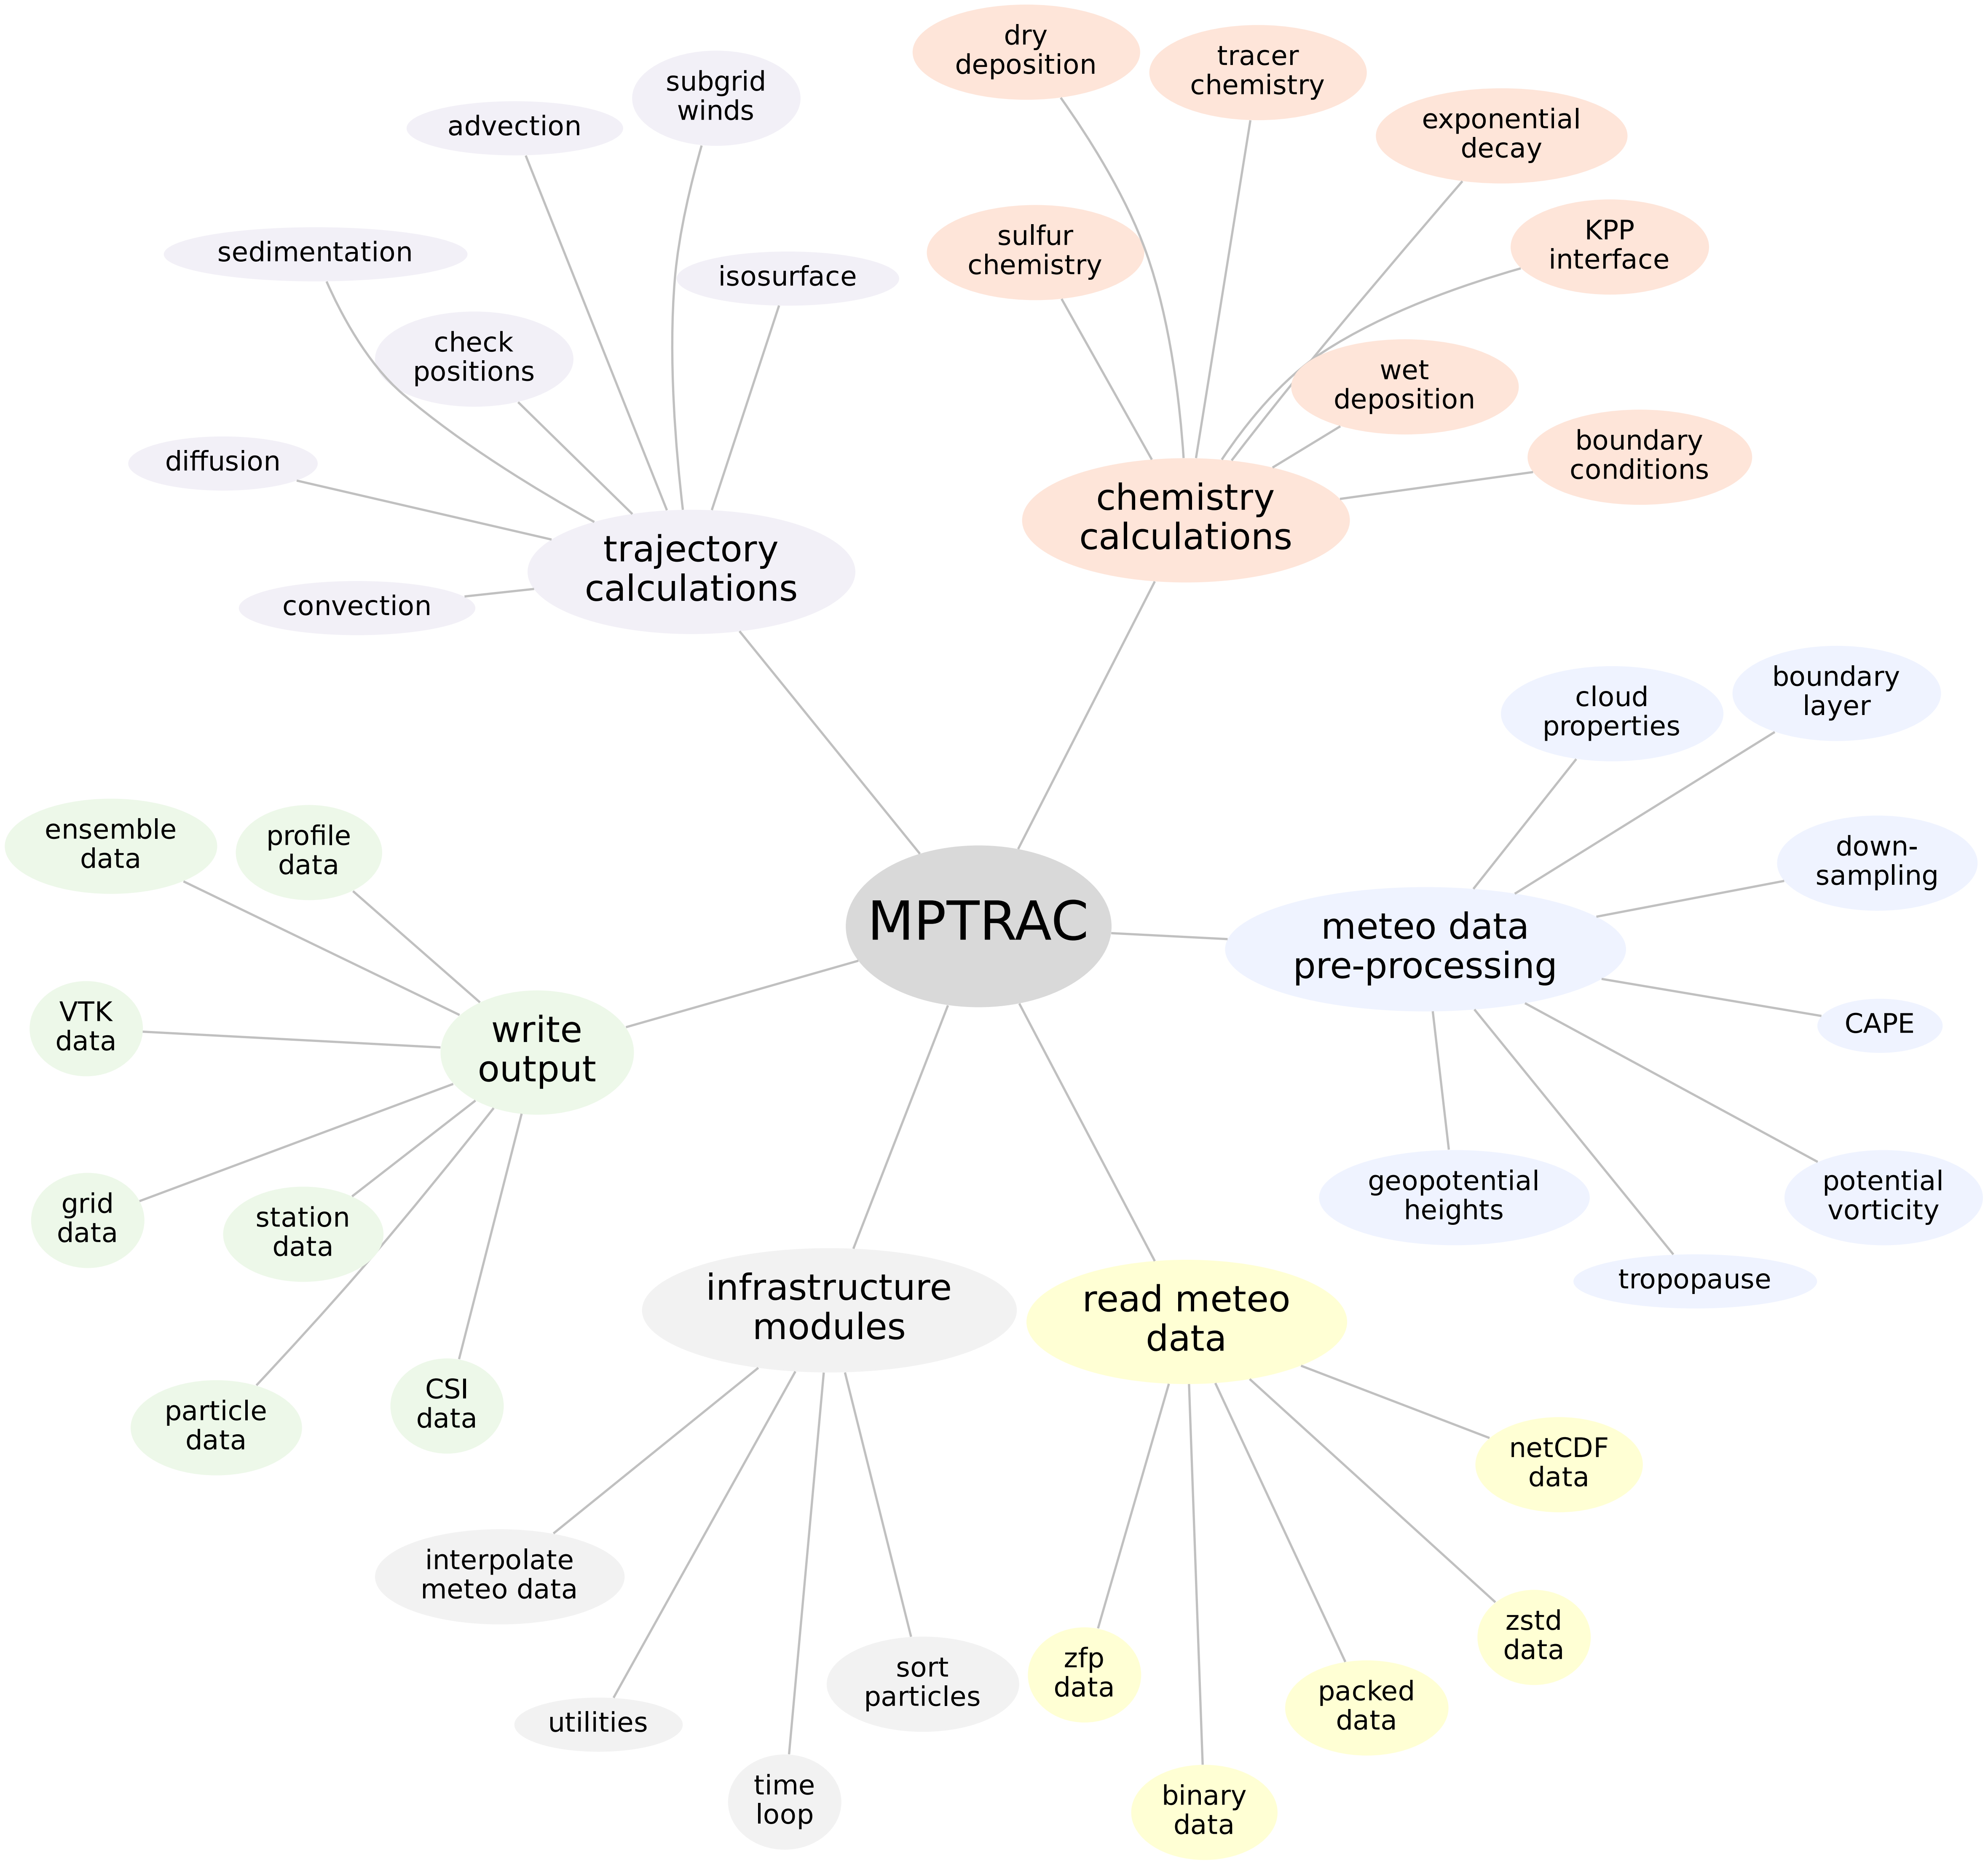 dry
deposition
tracer
chemistry
subgrid
winds
advection
exponential
decay
sulfur
chemistry
KPP
interface
sedimentation
isosurface
check
positions
wet
deposition
diffusion
boundary
conditions
chemistry
calculations
trajectory
calculations
convection
cloud
properties
boundary
layer
ensemble
data
profile
data
down-
sampling
MPTRAC
meteo data
pre-processing
VTK
data
write
output
CAPE
grid
data
station
data
geopotential
heights
potential
vorticity
tropopause
infrastructure
modules
read meteo
data
particle
data
CSI
data
netCDF
data
interpolate
meteo data
zstd
data
sort
particles
zfp
data
packed
data
utilities
time
loop
binary
data